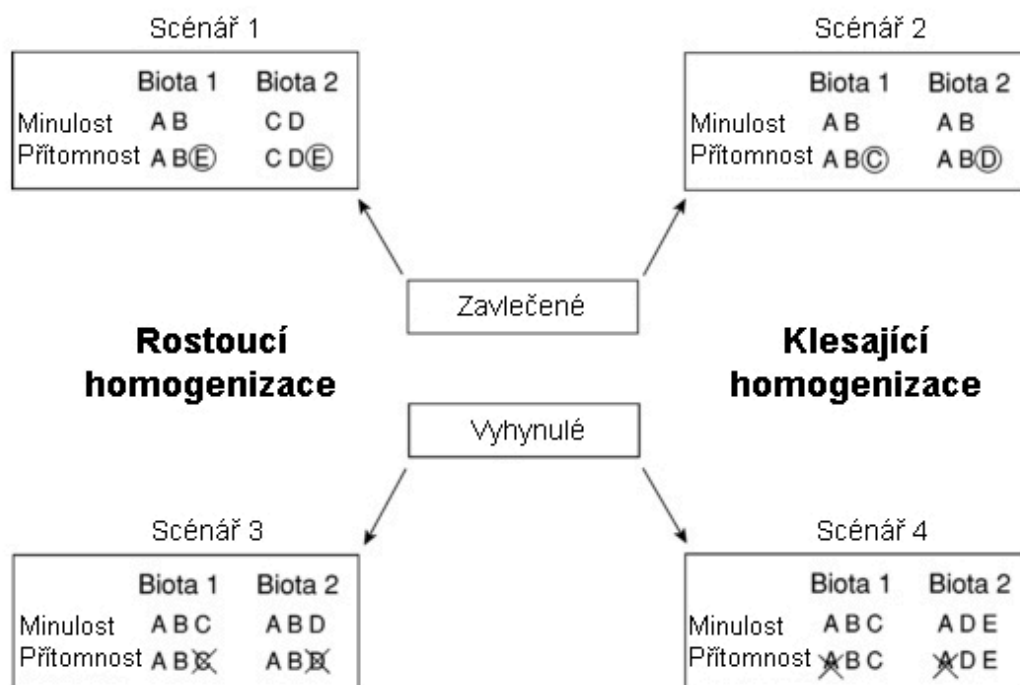 Scénář 1
Biota 1 Biota 2
Minulost A B C D
Přítomnost A B E C D E
Scénář 2
Biota 1 Biota 2
Minulost A B A B
Přítomnost A B C A B D
Zavlečené
Rostoucí
homogenizace
Klesající
homogenizace
Vyhynulé
Scénář 3
Biota 1 Biota 2
Minulost A B C A B D
Přítomnost A B C A B D
Scénář 4
Biota 1 Biota 2
Minulost A B C A D E
Přítomnost A B C A D E